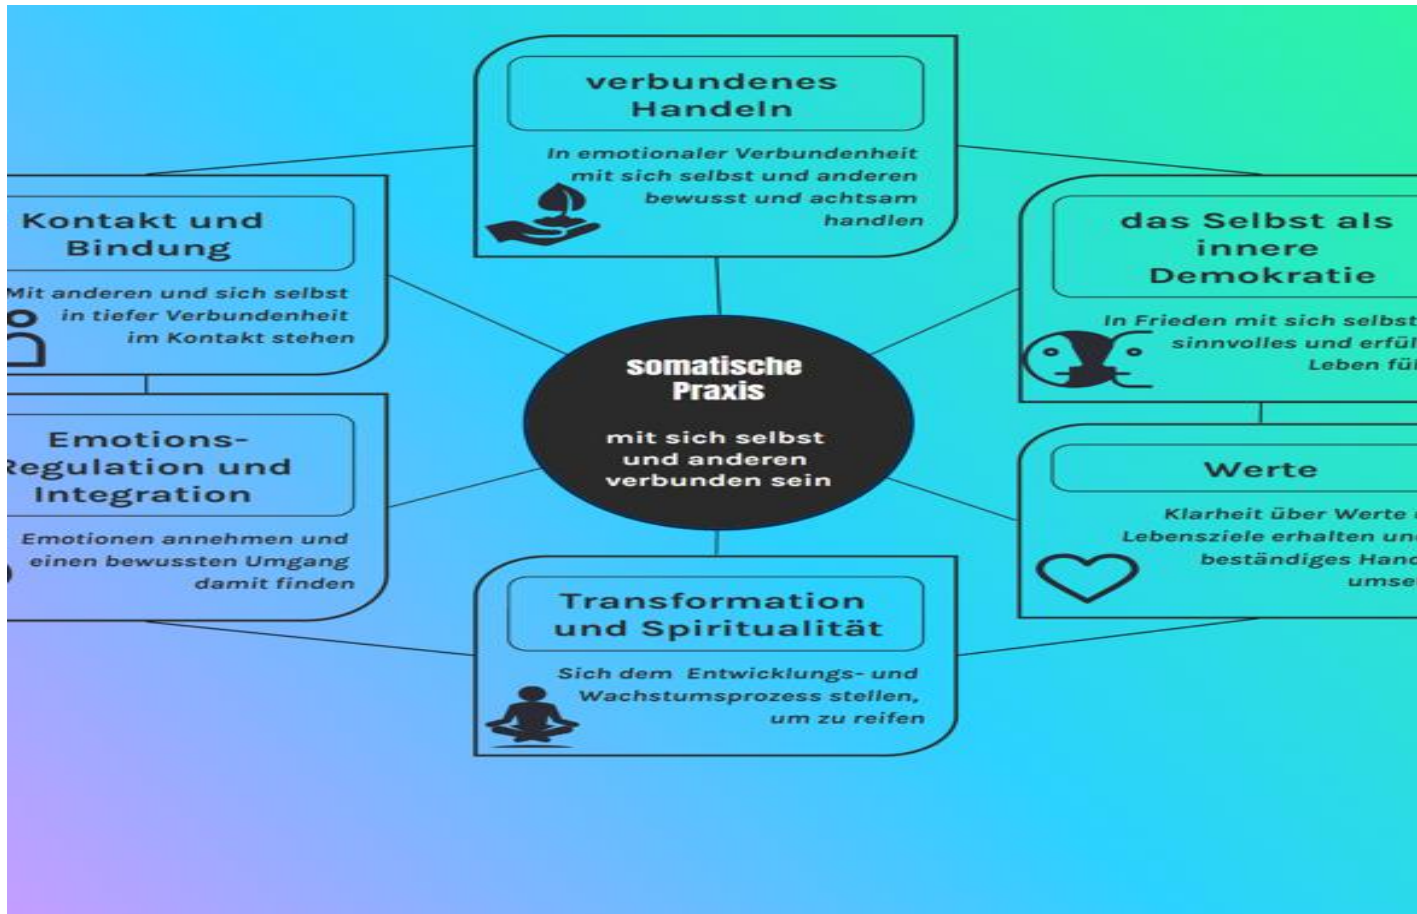 verbundenes
Handeln
In emotionaler Verbundenheit
mit sich selbst und anderen
bewusst und achtsam
handlen
Kontakt und
Bindung
Mit anderen und sich selbst
in tiefer Verbundenheit
im Kontakt stehen
das Selbst als
innere
Demokratie
In Frieden mit sich selbst
sinnvolles und
Leben
somatische
Praxis
mit sich selbst
und anderen
verbunden sein
Emotions-
Regulation und
Integration
Emotionen annehmen und
einen bewussten Umgang
damit finden
Werte
Klarheit über Werte
Lebensziele erhalten
beständiges
Transformation
und Spiritualität
Sich dem Entwicklungs- und
Wachstumsprozess stellen,
um zu reifen